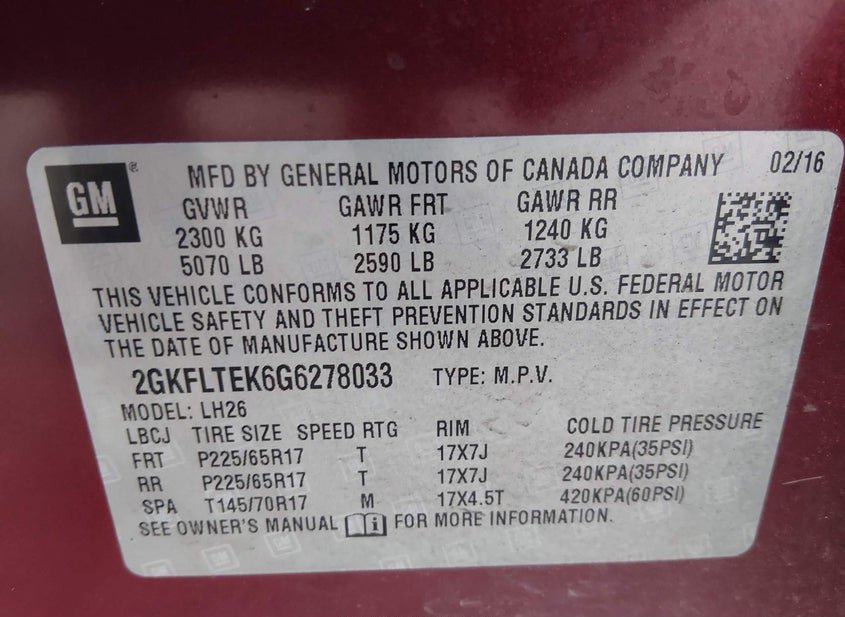 GM®
MFD BY GENERAL MOTORS OF CANADA COMPANY 02/16
GVWR GAWR FRT GAWR RR
2300 KG 1175 KG 1240 KG
5070 LB 2590 LB 2733 LB
THIS VEHICLE CONFORMS TO ALL APPLICABLE U.S. FEDERAL MOTOR
VEHICLE SAFETY AND THEFT PREVENTION STANDARDS IN EFFECT ON
THE DATE OF MANUFACTURE SHOWN ABOVE.
2GKFLTEK6G6278033 TYPE: M.P.V.
MODEL: LH26
LBCJ TIRE SIZE SPEED RTG RIM COLD TIRE PRESSURE
FRT P225/65R17 T 17X7J 240KPA(35PSI)
RR P225/65R17 T 17X7J 240KPA(35PSI)
SPA T145/70R17 M 17X4.5T 420KPA(60PSI)
SEE OWNER'S MANUAL i FOR MORE INFORMATION.